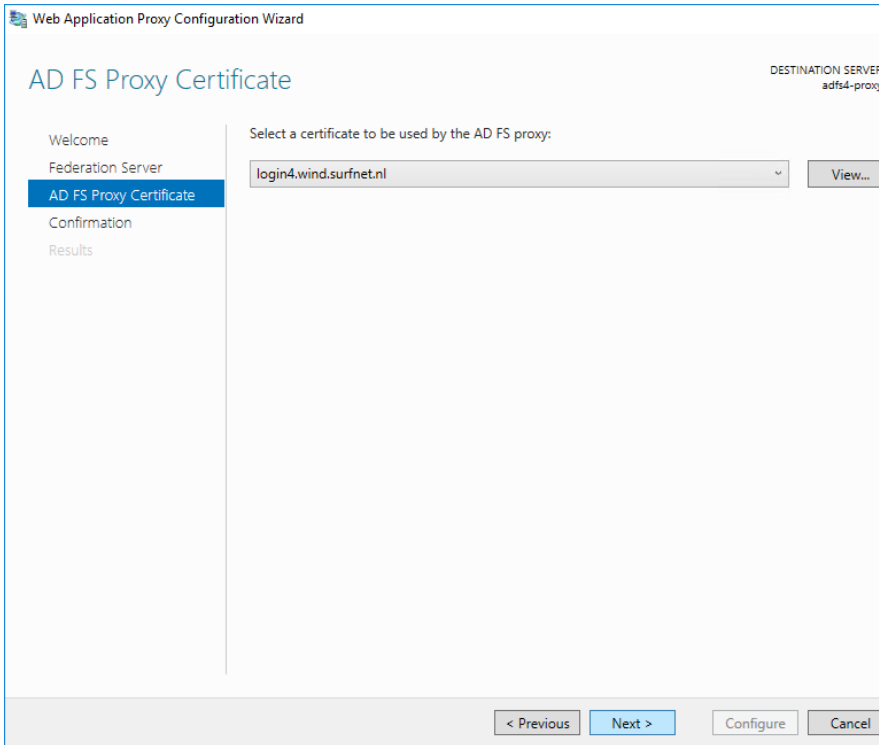 Web Application Proxy Configuration Wizard
AD FS Proxy Certificate
DESTINATION SERVER
adfs4-proxy
Welcome
Federation Server
AD FS Proxy Certificate
Confirmation
Results
Select a certificate to be used by the AD FS proxy:
login4.wind.surfnet.nl
View...
< Previous
Next >
Configure
Cancel